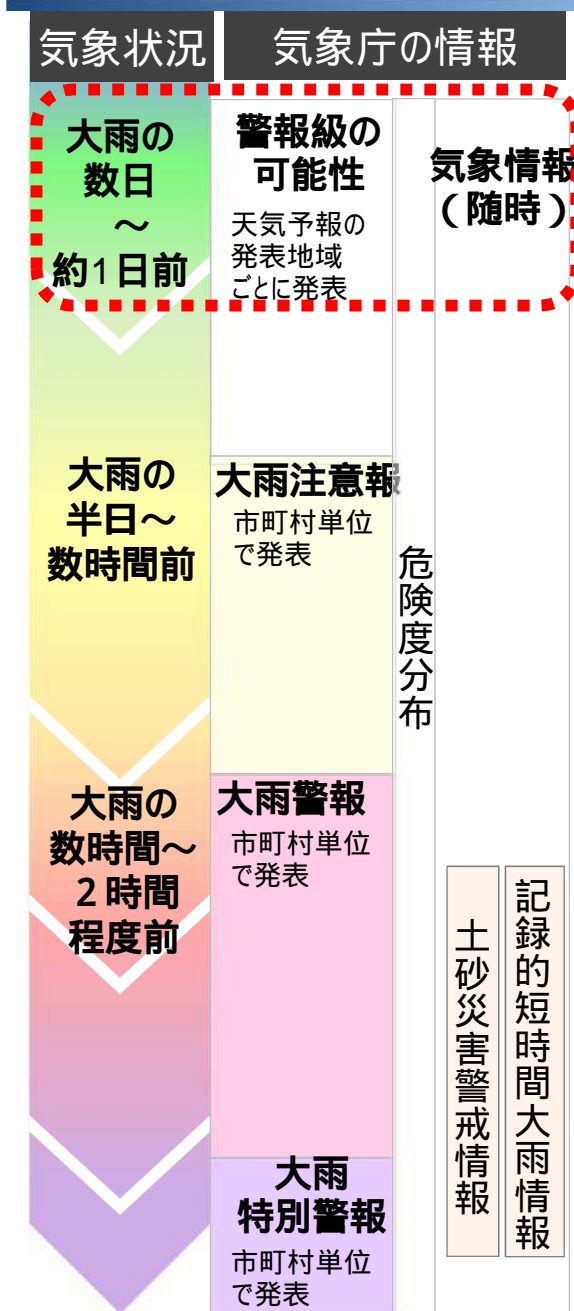 気象状況
気象庁の情報
大雨の
数日
～
約1日前
警報級の
可能性
天気予報の
発表地域
ごとに発表
気象情報
（随時）
大雨の
半日～
数時間前
大雨注意報
市町村単位
で発表
危険度分布
大雨の
数時間～
２時間
程度前
大雨警報
市町村単位
で発表
土砂災害警戒情報
記録的短時間大雨情報
大雨
特別警報
市町村単位
で発表